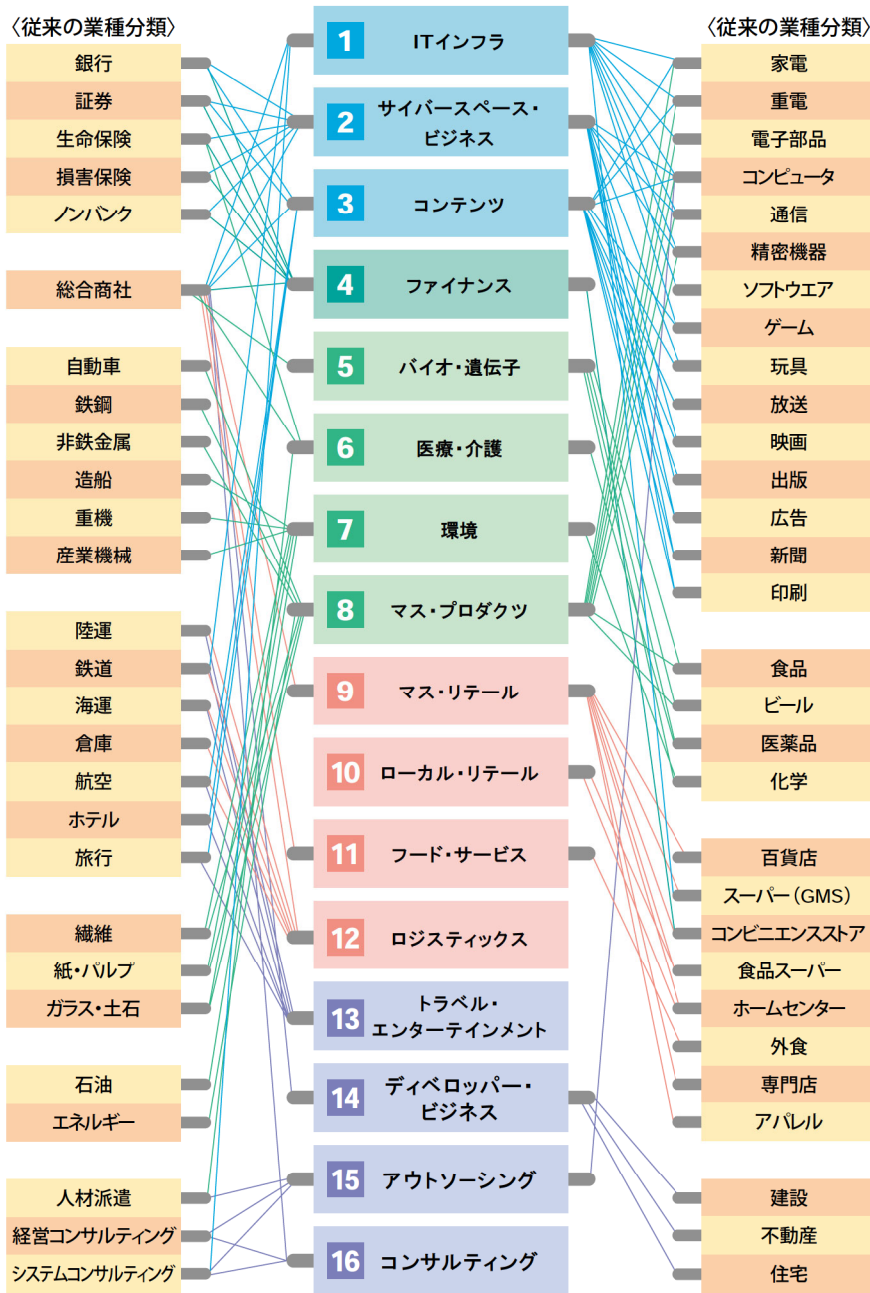 〈従来の業種分類〉
銀行
証券
生命保険
損害保険
ノンバンク
総合商社
自動車
鉄鋼
非鉄金属
造船
重機
産業機械
陸運
鉄道
海運
倉庫
航空
ホテル
旅行
繊維
紙・パルプ
ガラス・土石
石油
エネルギー
人材派遣
経営コンサルティング
システムコンサルティング
1 ITインフラ
2 サイバースペース・
ビジネス
3 コンテンツ
4 ファイナンス
5 バイオ・遺伝子
6 医療・介護
7 環境
8 マス・プロダクツ
9 マス・リテール
10 ローカル・リテール
11 フード・サービス
12 ロジスティックス
13 トラベル・
エンターテインメント
14 ディベロッパー・
ビジネス
15 アウトソーシング
16 コンサルティング
〈従来の業種分類〉
家電
重電
電子部品
コンピュータ
通信
精密機器
ソフトウエア
ゲーム
玩具
放送
映画
出版
広告
新聞
印刷
食品
ビール
医薬品
化学
百貨店
スーパー（GMS）
コンビニエンスストア
食品スーパー
ホームセンター
外食
専門店
アパレル
建設
不動産
住宅